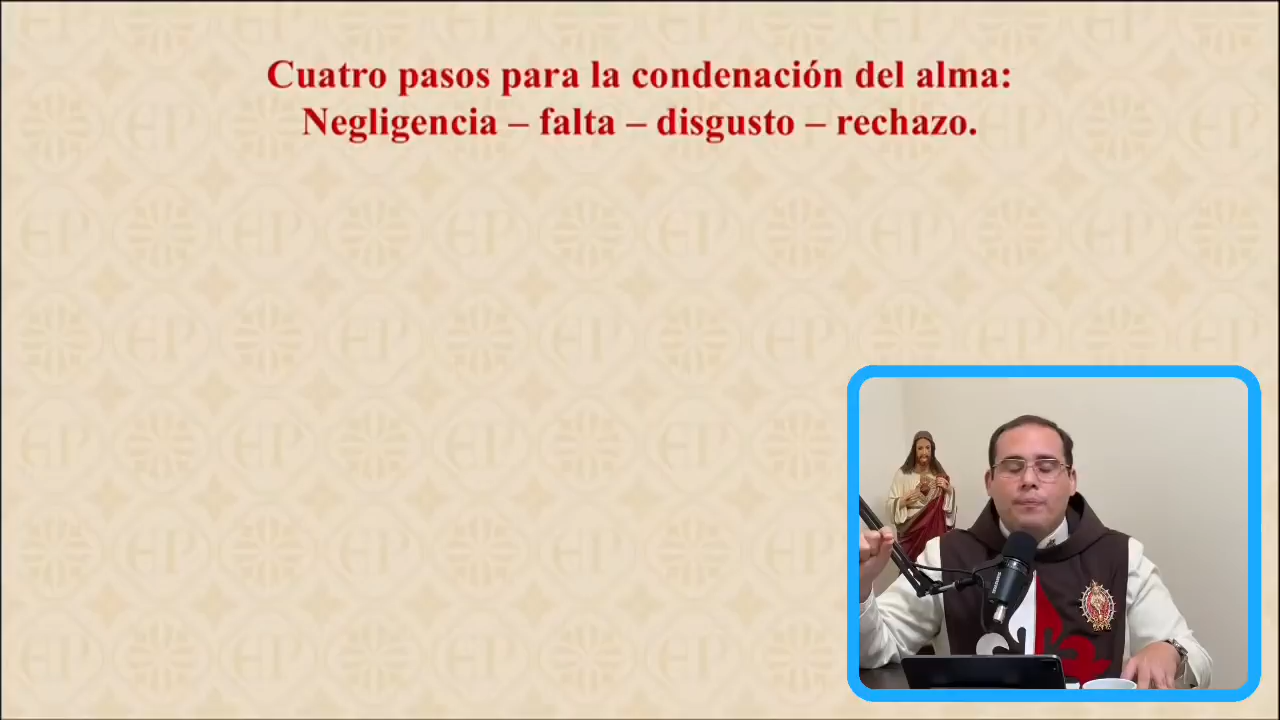 Cuatro pasos para la condenación del alma:
Negligencia – falta – disgusto – rechazo.